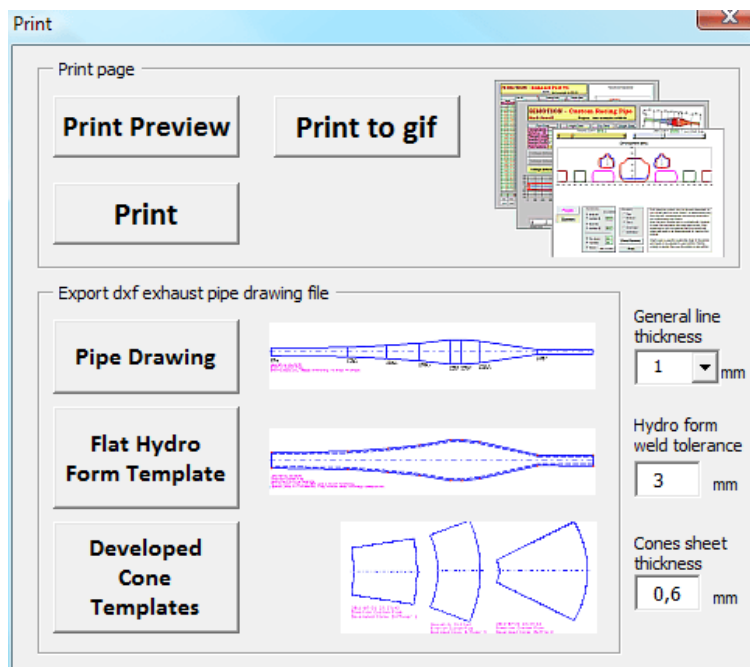 Print
X
Print page
Print Preview
Print to gif
Print
Export dxf exhaust pipe drawing file
Pipe Drawing
General line
thickness
1 mm
Flat Hydro
Form Template
Hydro form
weld tolerance
3 mm
Developed
Cone
Templates
Cones sheet
thickness
0,6 mm